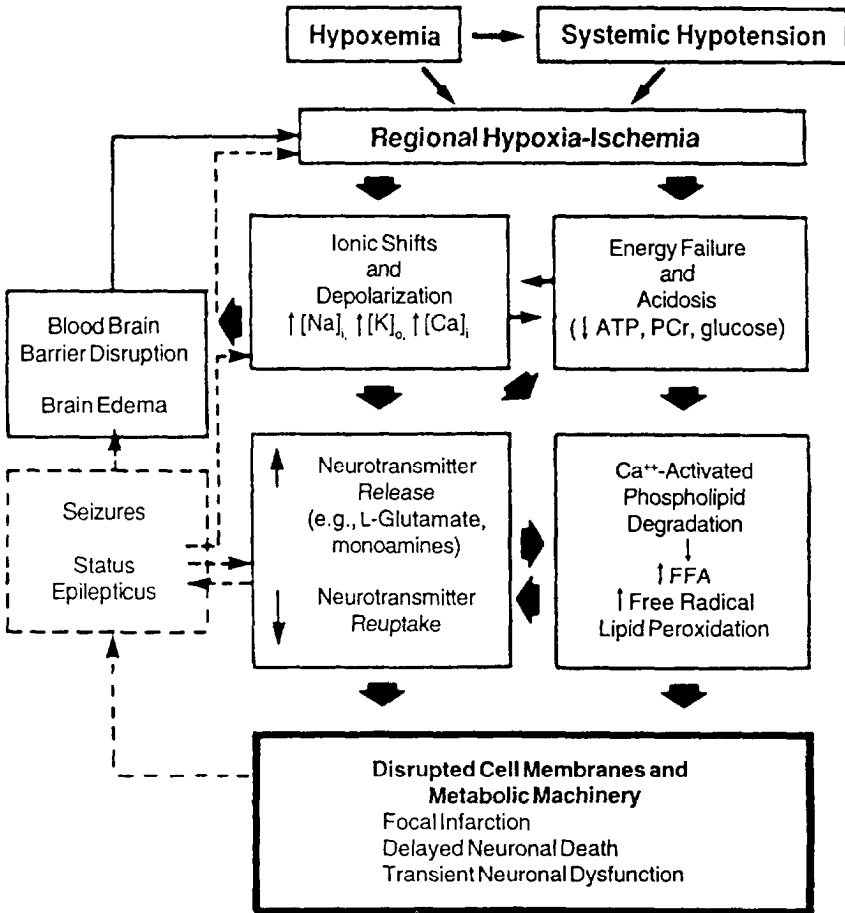 Hypoxemia
Systemic Hypotension
Regional Hypoxia-Ischemia
Ionic Shifts
and
Depolarization
↑[Na]i, ↑[K]o, ↑[Ca]i
Energy Failure
and
Acidosis
(↓ ATP, PCr, glucose)
Blood Brain
Barrier Disruption
Brain Edema
Seizures
Status
Epilepticus
↑ Neurotransmitter
Release
(e.g., L-Glutamate,
monoamines)
↓ Neurotransmitter
Reuptake
Ca++-Activated
Phospholipid
Degradation
↓
↑FFA
↑Free Radical
Lipid Peroxidation
Disrupted Cell Membranes and
Metabolic Machinery
Focal Infarction
Delayed Neuronal Death
Transient Neuronal Dysfunction